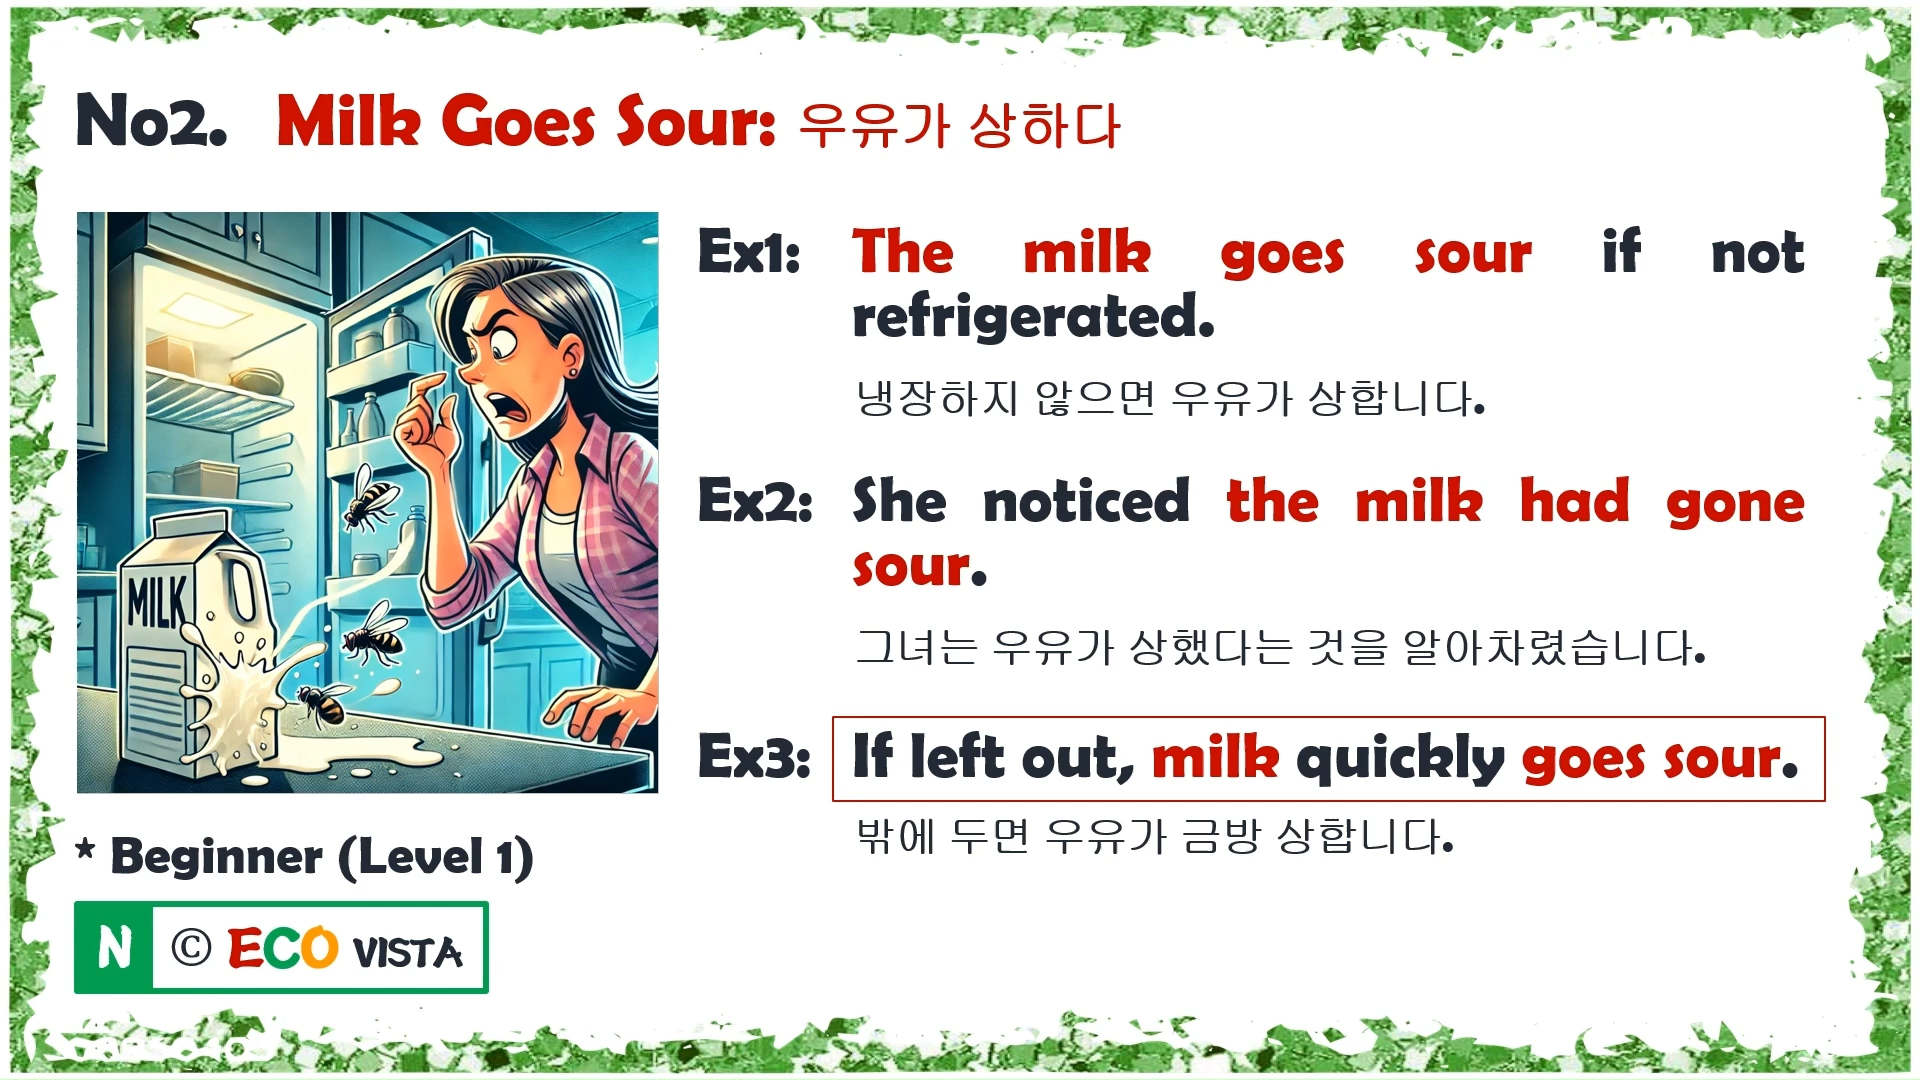 No2. Milk Goes Sour: 우유가 상하다
MILK
Ex1: The milk goes sour if not
refrigerated.
냉장하지 않으면 우유가 상합니다.
Ex2: She noticed the milk had gone
sour.
그녀는 우유가 상했다는 것을 알아차렸습니다.
Ex3: If left out, milk quickly goes sour.
밖에 두면 우유가 금방 상합니다.
* Beginner (Level 1)
N © ECO VISTA